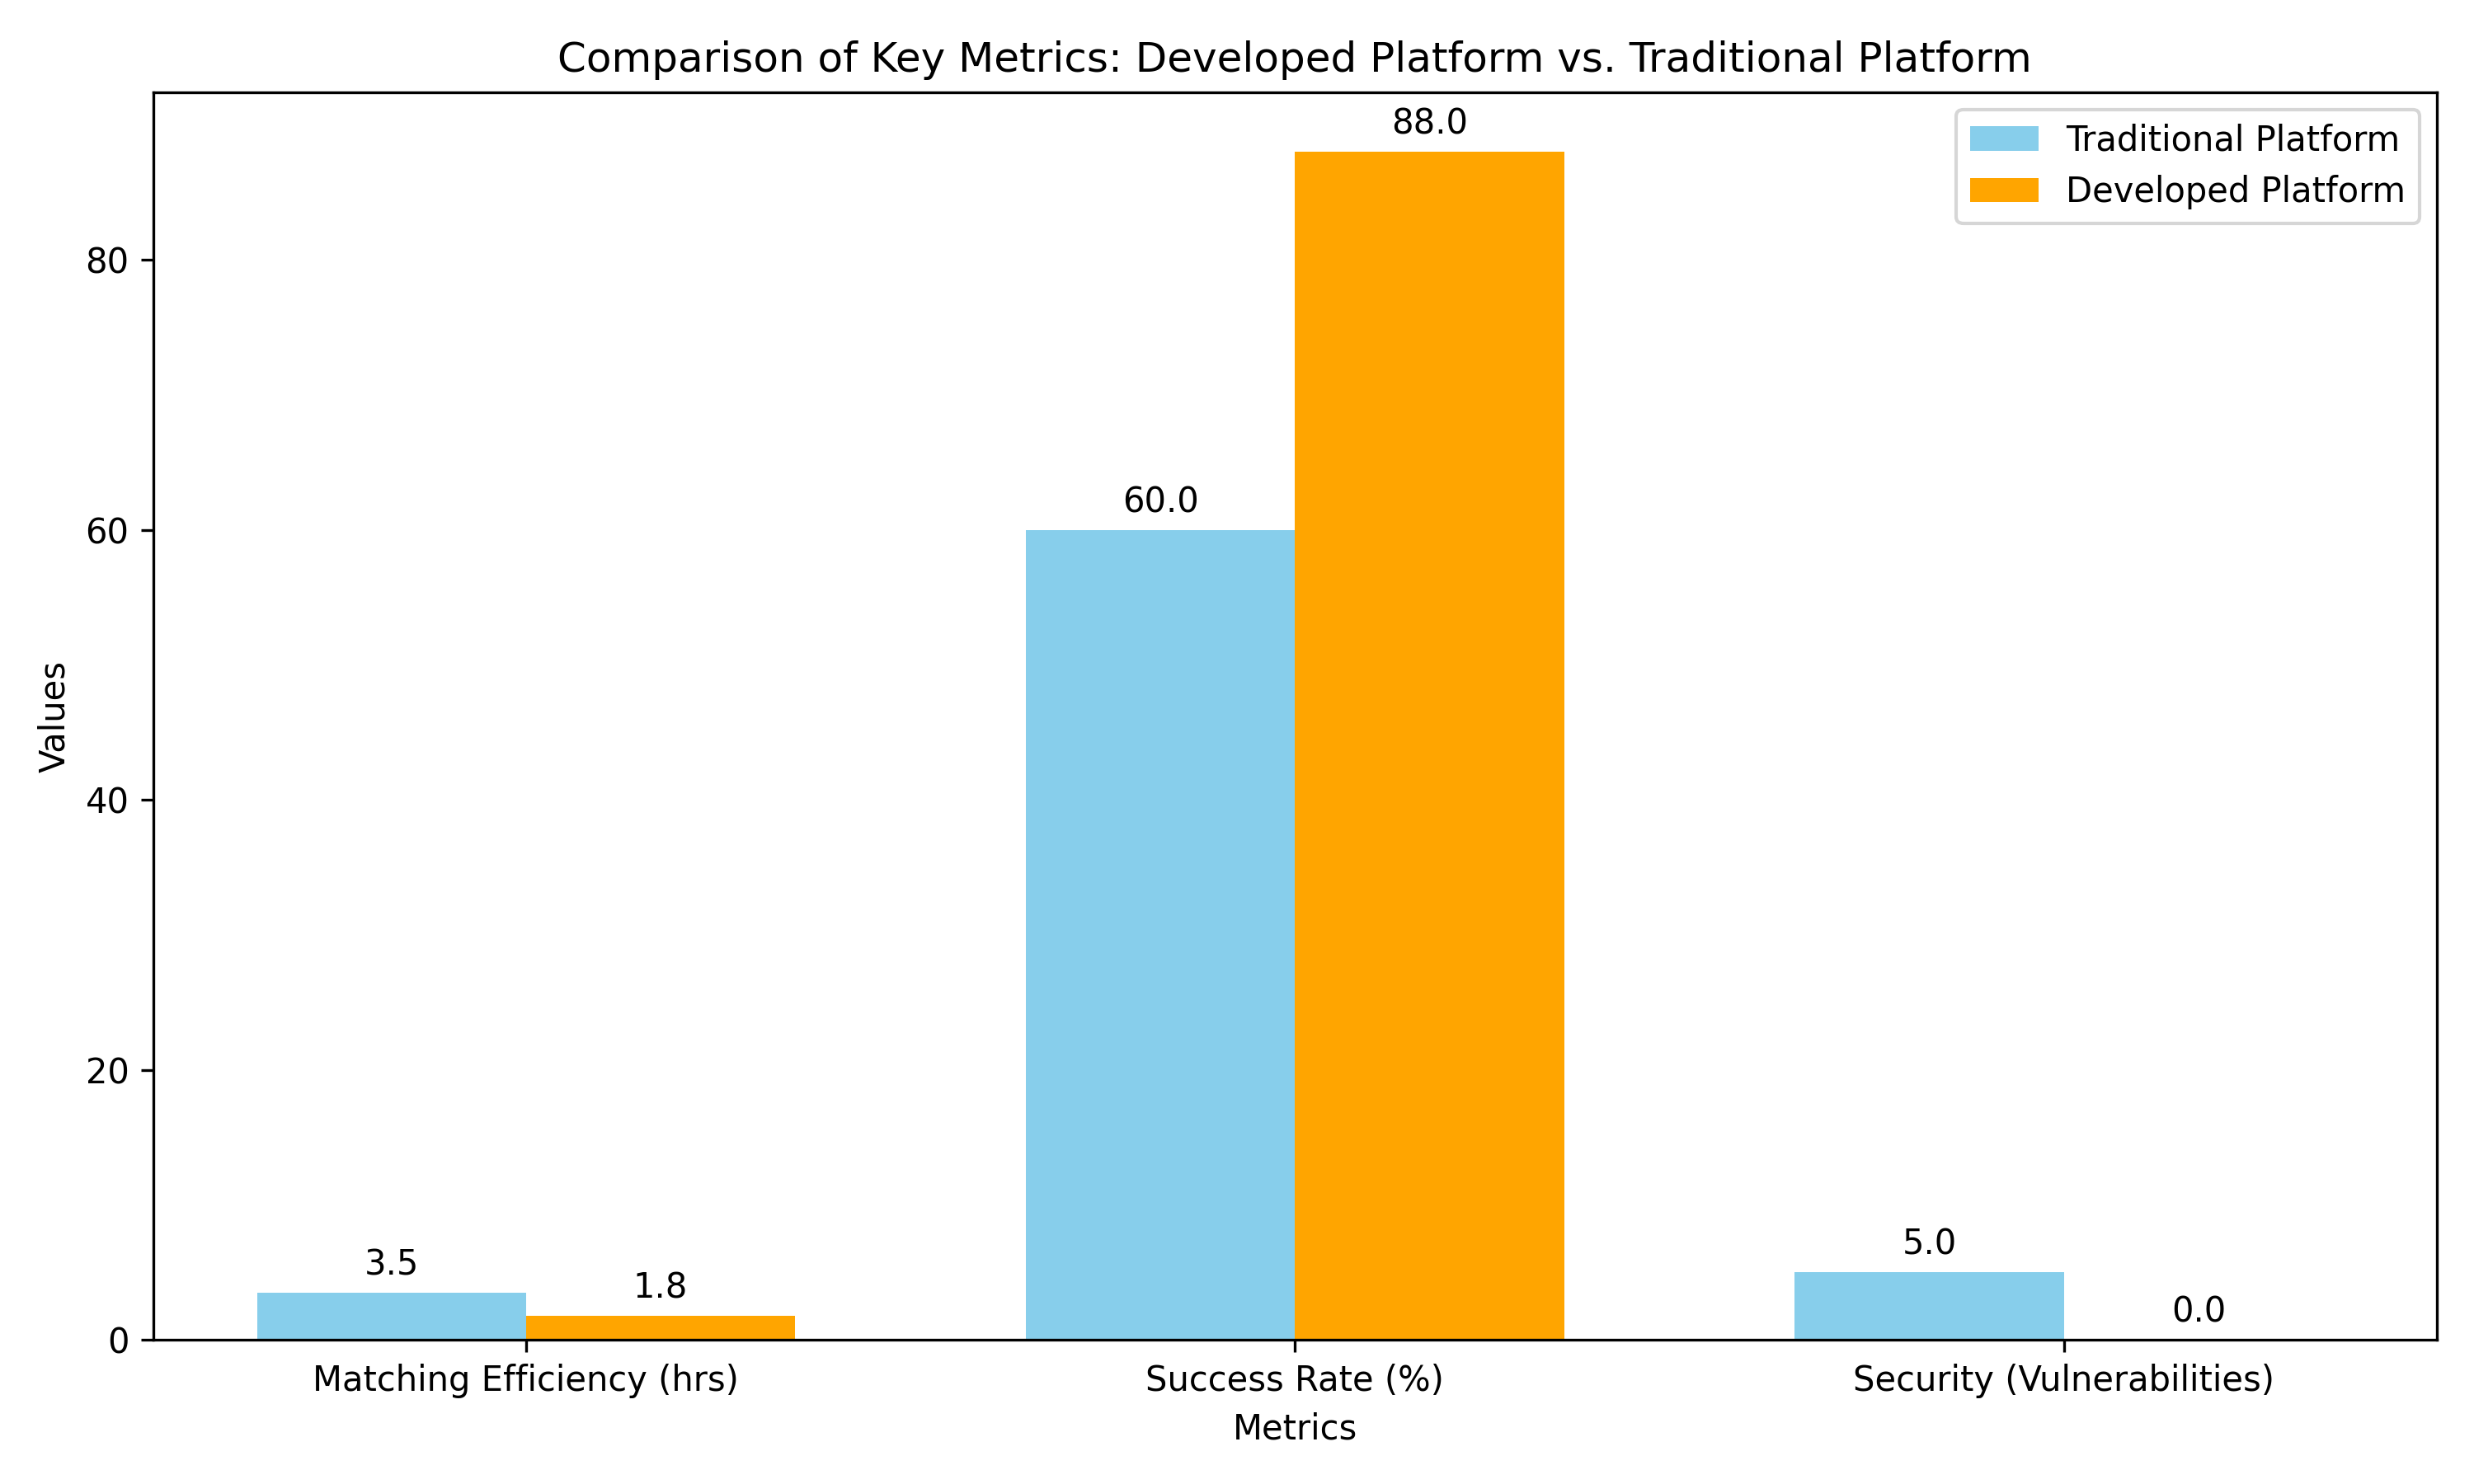 Comparison of Key Metrics: Developed Platform vs. Traditional Platform
Traditional Platform
Developed Platform
Values
80
60
40
20
0
3.5
1.8
60.0
88.0
5.0
0.0
Matching Efficiency (hrs)
Success Rate (%)
Security (Vulnerabilities)
Metrics